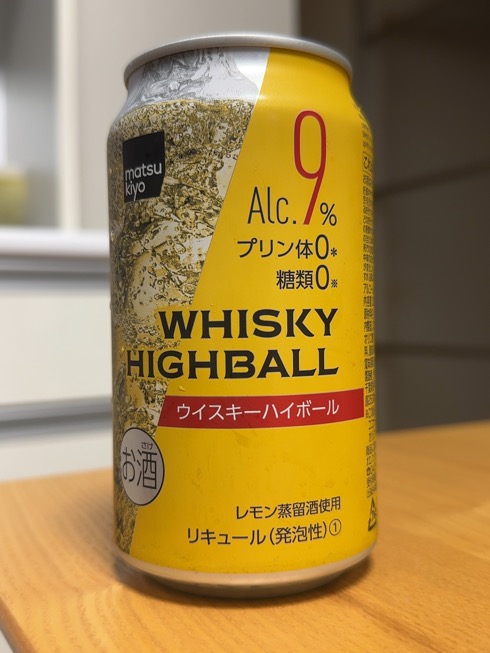 matsu
kiyo
Alc.9%
プリン体0※
糖類0※
WHISKY
HIGHBALL
ウイスキーハイボール
さけ
お酒
レモン蒸留酒使用
リキュール(発泡性)①